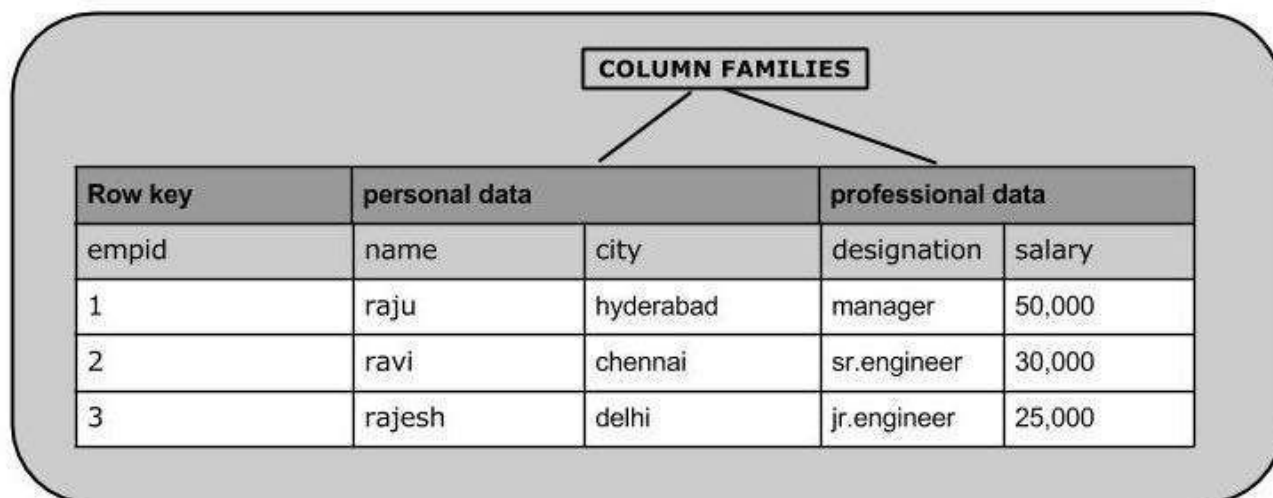 COLUMN FAMILIES
Row key personal data professional data
empid name city designation salary
1 raju hyderabad manager 50,000
2 ravi chennai sr.engineer 30,000
3 rajesh delhi jr.engineer 25,000